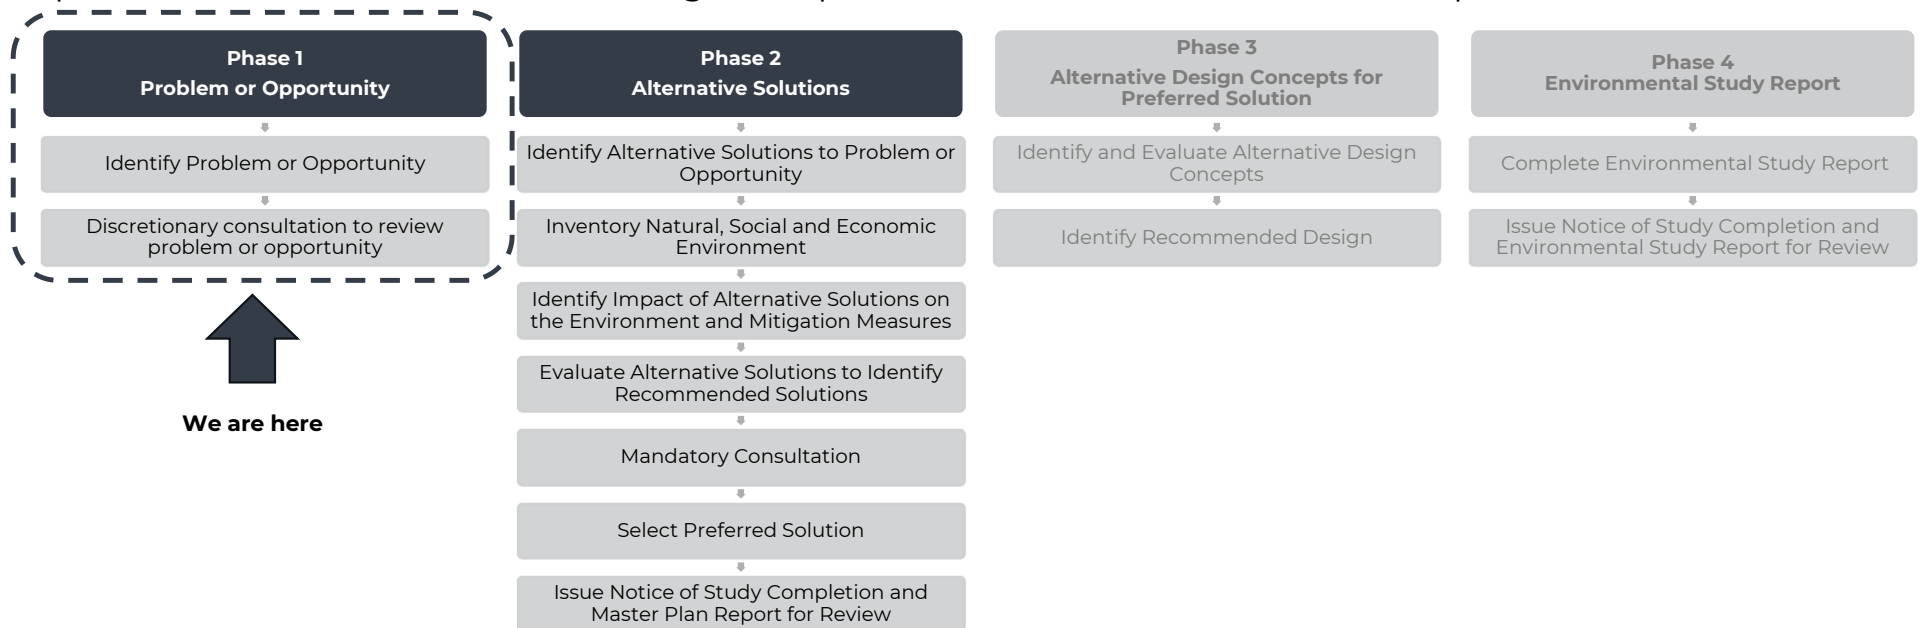 Phase 1
Problem or Opportunity
Identify Problem or Opportunity
Discretionary consultation to review
problem or opportunity
We are here
Phase 2
Alternative Solutions
Identify Alternative Solutions to Problem or
Opportunity
Inventory Natural, Social and Economic
Environment
Identify Impact of Alternative Solutions on
the Environment and Mitigation Measures
Evaluate Alternative Solutions to Identify
Recommended Solutions
Mandatory Consultation
Select Preferred Solution
Issue Notice of Study Completion and
Master Plan Report for Review
Phase 3
Alternative Design Concepts for
Preferred Solution
Identify and Evaluate Alternative Design
Concepts
Identify Recommended Design
Phase 4
Environmental Study Report
Complete Environmental Study Report
Issue Notice of Study Completion and
Environmental Study Report for Review